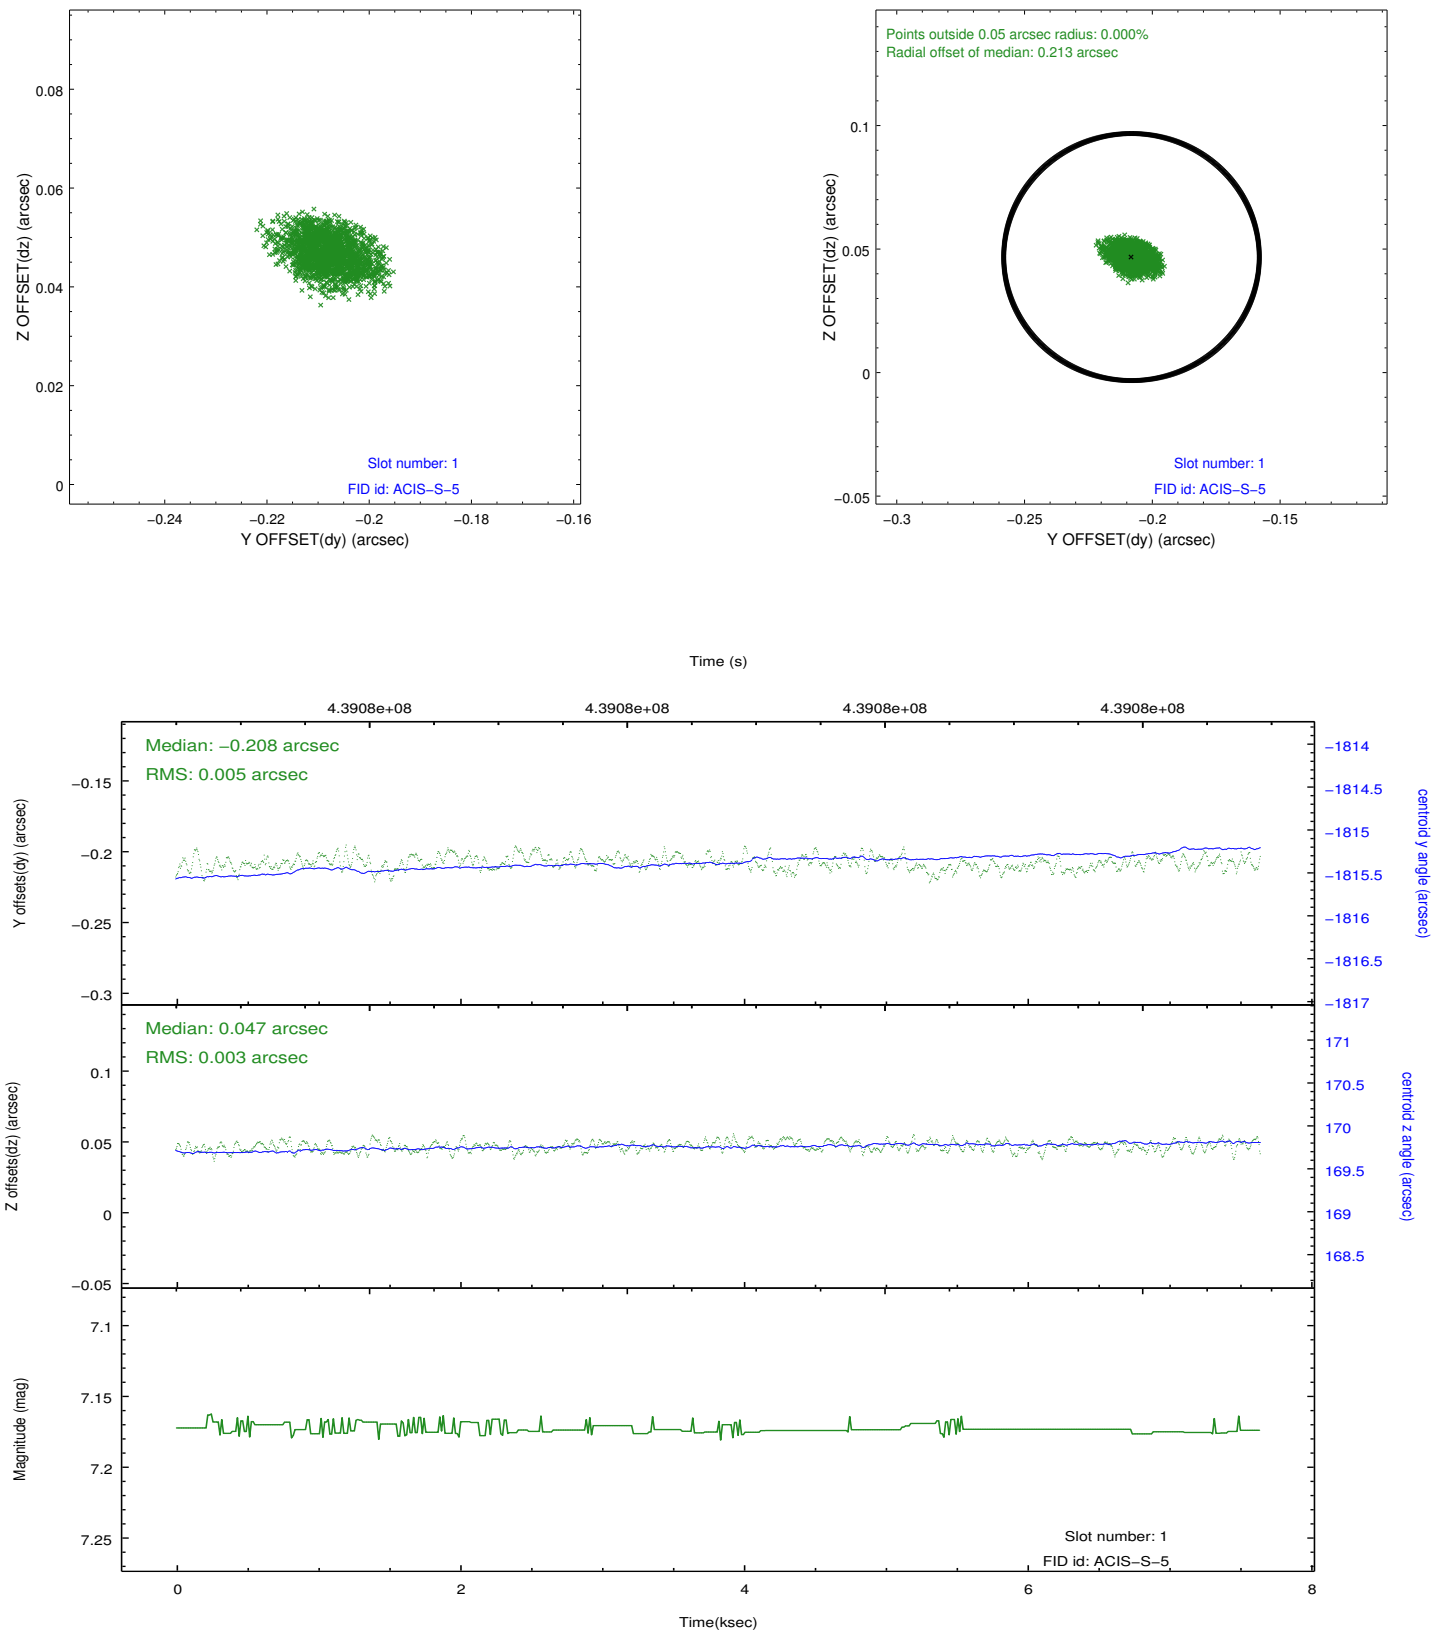 0.08
0.06
0.04
0.02
0
Z OFFSET(dz) (arcsec)
Slot number: 1
FID id: ACIS−S−5
−0.24 −0.22 −0.2 −0.18 −0.16
Y OFFSET(dy) (arcsec)
Points outside 0.05 arcsec radius: 0.000%
Radial offset of median: 0.213 arcsec
0.1
0.05
0
−0.05
Z OFFSET(dz) (arcsec)
Slot number: 1
FID id: ACIS−S−5
−0.3 −0.25 −0.2 −0.15
Y OFFSET(dy) (arcsec)
Time (s)
4.3908e+08 4.3908e+08 4.3908e+08 4.3908e+08
Median: −0.208 arcsec
RMS: 0.005 arcsec
−0.15
−0.2
−0.25
−0.3
Y offsets(dy) (arcsec)
−1814
−1814.5
−1815
−1815.5
−1816
−1816.5
−1817
centroid y angle (arcsec)
Median: 0.047 arcsec
RMS: 0.003 arcsec
0.1
0.05
0
−0.05
Z offsets(dz) (arcsec)
171
170.5
170
169.5
169
168.5
centroid z angle (arcsec)
7.1
7.15
7.2
7.25
Magnitude (mag)
Slot number: 1
FID id: ACIS−S−5
0 2 4 6 8
Time(ksec)